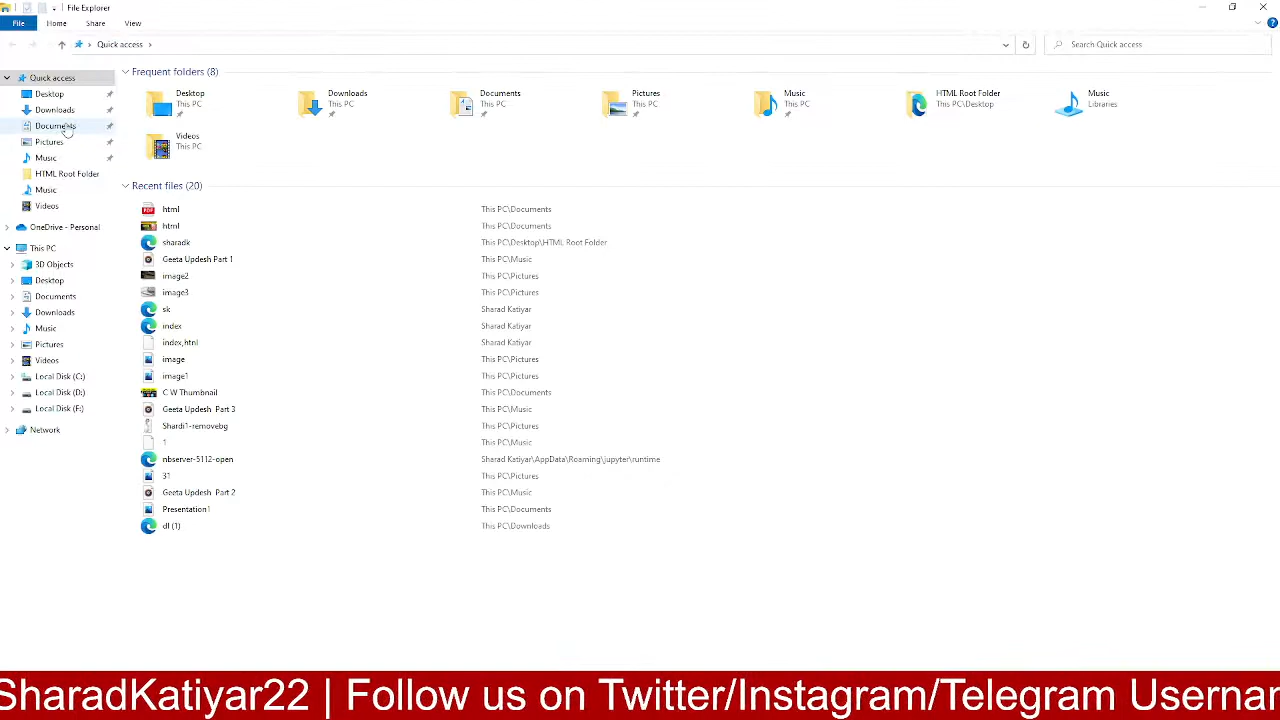 File Explorer
File Home Share View
Quick access
Search Quick access
Quick access
Desktop
Downloads
Documents
Pictures
Music
HTML Root Folder
Music
Videos
OneDrive - Personal
This PC
3D Objects
Desktop
Documents
Downloads
Music
Pictures
Videos
Local Disk (C:)
Local Disk (D:)
Local Disk (F:)
Network
Frequent folders (8)
Desktop
This PC
Downloads
This PC
Documents
This PC
Pictures
This PC
Music
This PC
HTML Root Folder
This PC\Desktop
Music
Libraries
Videos
This PC
Recent files (20)
html This PC\Documents
html This PC\Documents
sharadk This PC\Desktop\HTML Root Folder
Geeta Updesh Part 1 This PC\Music
image2 This PC\Pictures
image3 This PC\Pictures
sk Sharad Katiyar
index Sharad Katiyar
index,htnl Sharad Katiyar
image This PC\Pictures
image1 This PC\Pictures
C W Thumbnail This PC\Documents
Geeta Updesh Part 3 This PC\Music
Shardi1-removebg This PC\Pictures
1 This PC\Music
nbserver-5112-open Sharad Katiyar\AppData\Roaming\jupyter\runtime
31 This PC\Pictures
Geeta Updesh Part 2 This PC\Music
Presentation1 This PC\Documents
dl (1) This PC\Downloads
SharadKatiyar22 | Follow us on Twitter/Instagram/Telegram Userna